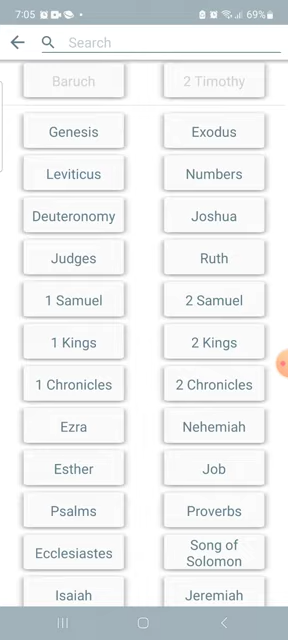 7:05 69%
Search
Baruch 2 Timothy
Genesis Exodus
Leviticus Numbers
Deuteronomy Joshua
Judges Ruth
1 Samuel 2 Samuel
1 Kings 2 Kings
1 Chronicles 2 Chronicles
Ezra Nehemiah
Esther Job
Psalms Proverbs
Ecclesiastes Song of
Solomon
Isaiah Jeremiah